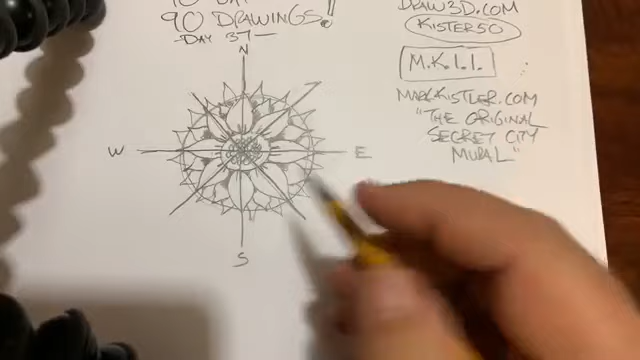 90 DRAWINGS!!
DAY 37
N
W
E
S
DRAW3D.COM
KISTER50
M.K.I.I.
MARKKISTLER.COM
"THE ORIGINAL
SECRET CITY
MURAL"